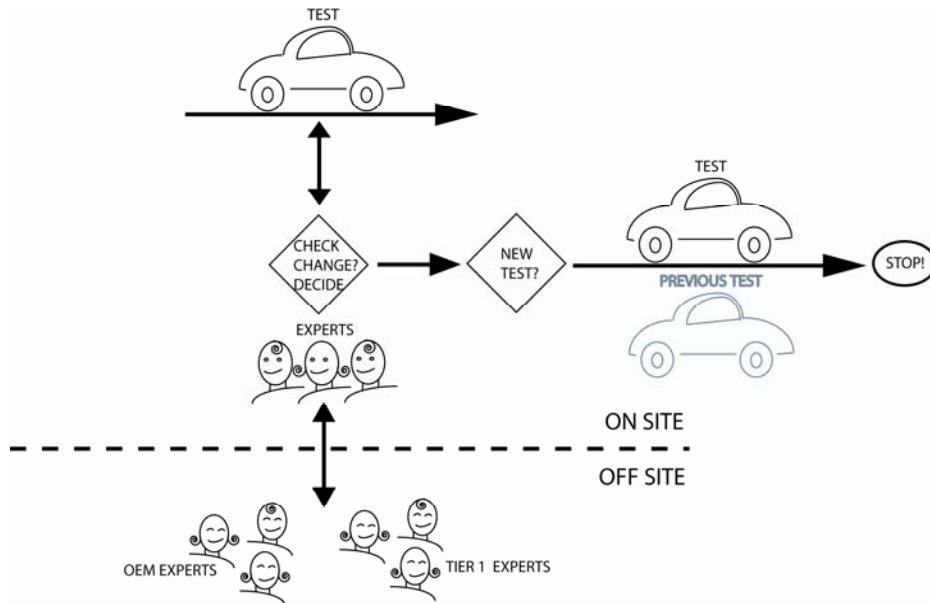 TEST
CHECK
CHANGE?
DECIDE
NEW
TEST?
TEST
PREVIOUS TEST
STOP!
EXPERTS
ON SITE
OFF SITE
OEM EXPERTS
TIER 1 EXPERTS